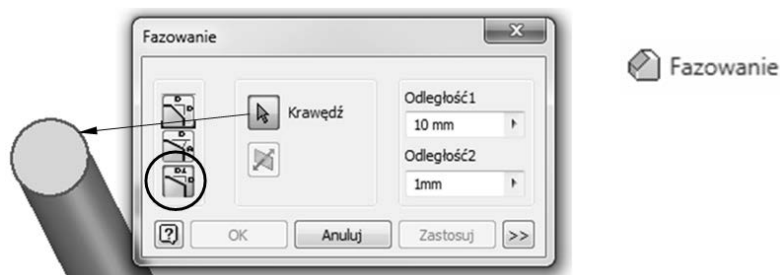 Fazowanie
Krawędź
Odległość1
10 mm
Odległość2
1mm
OK
Anuluj
Zastosuj
>>
Fazowanie